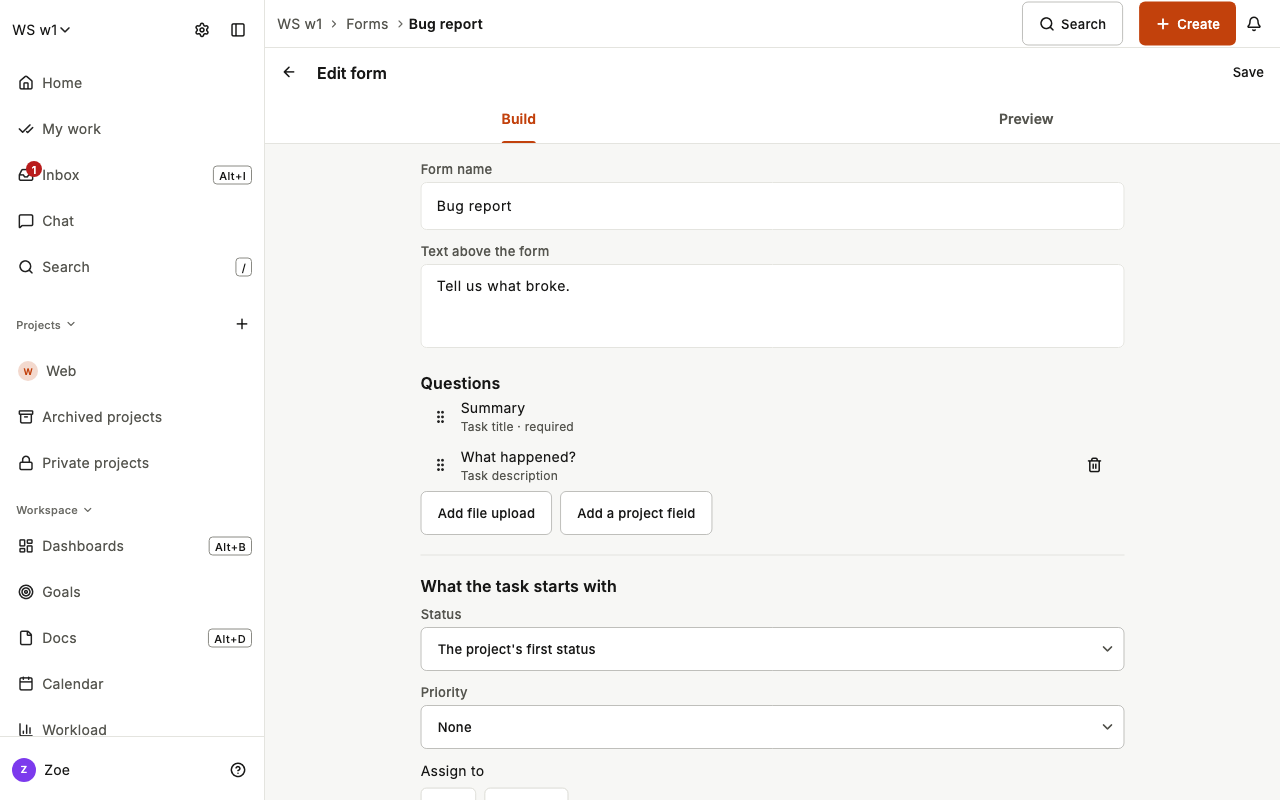 WS w1
Home
My work
1
Inbox
Alt+I
Chat
Search
/
Projects
W
Web
Archived projects
Private projects
Workspace
Dashboards
Alt+B
Goals
Docs
Alt+D
Calendar
Workload
Z
Zoe
WS w1 > Forms > Bug report
Search
Create
Edit form
Save
Build
Preview
Form name
Bug report
Text above the form
Tell us what broke.
Questions
Summary
Task title · required
What happened?
Task description
Add file upload
Add a project field
What the task starts with
Status
The project's first status
Priority
None
Assign to